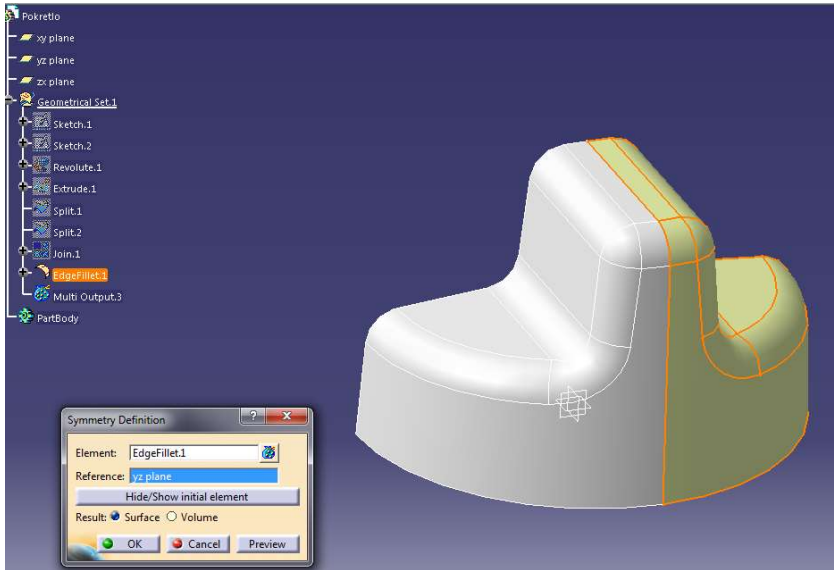 Pokretlo
xy plane
yz plane
zx plane
Geometrical Set.1
Sketch.1
Sketch.2
Revolute.1
Extrude.1
Split.1
Split.2
Join.1
EdgeFillet.1
Multi Output.3
PartBody
Symmetry Definition ? X
Element: EdgeFillet.1
Reference: yz plane
Hide/Show initial element
Result: Surface Volume
OK Cancel Preview